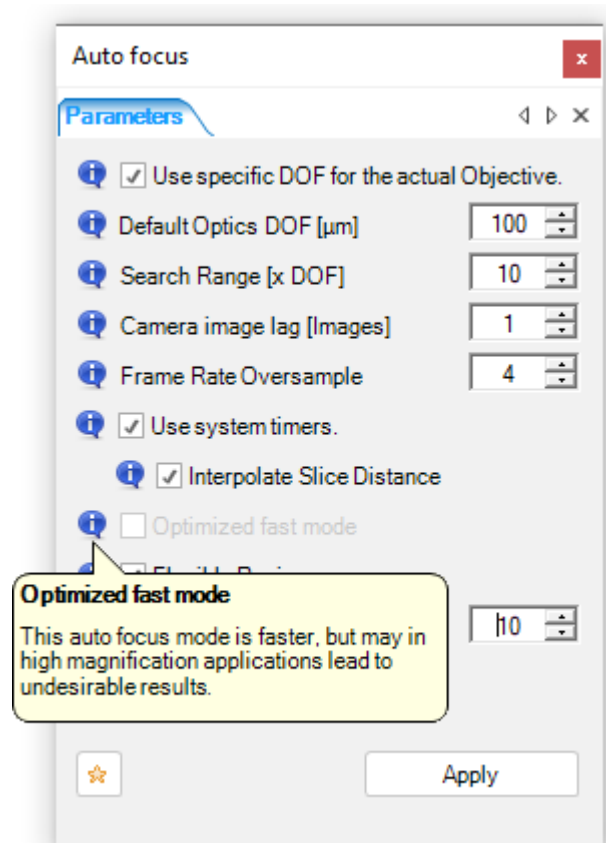 Auto focus
Parameters
Use specific DOF for the actual Objective.
Default Optics DOF [µm] 100
Search Range [x DOF] 10
Camera image lag [Images] 1
Frame Rate Oversample 4
Use system timers.
Interpolate Slice Distance
Optimized fast mode
Optimized fast mode
This auto focus mode is faster, but may in
high magnification applications lead to
undesirable results.
10
Apply